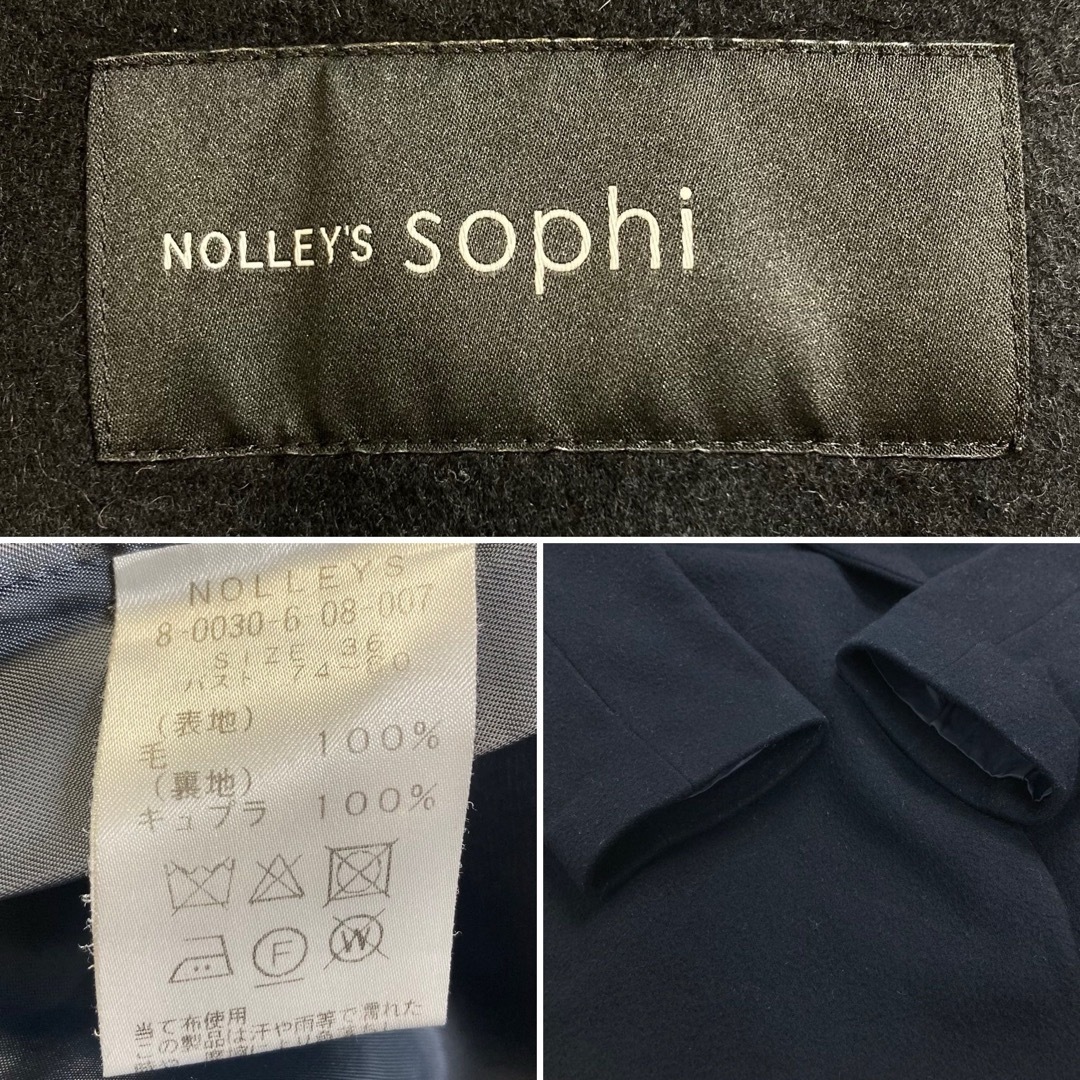 NOLLEY'S sophi
NOLLEYS
8-0030-6-08-007
SIZE 36
バスト 74~80
(表地)
毛 100%
(裏地)
キュプラ 100%
F
W
当て布使用
この製品は汗や雨等で濡れた